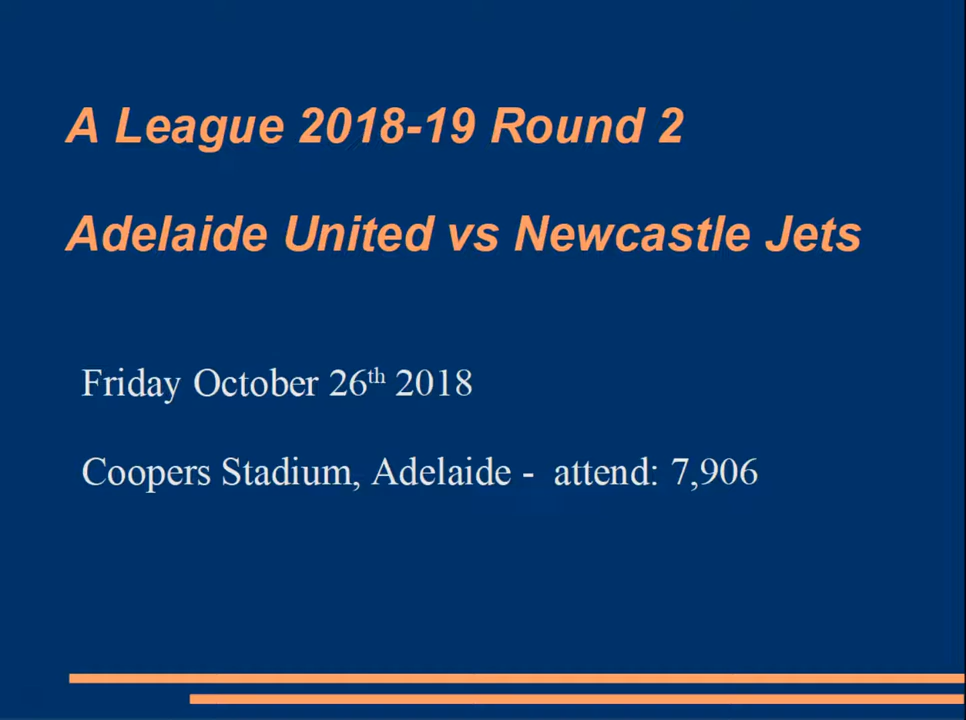 A League 2018-19 Round 2
Adelaide United vs Newcastle Jets
Friday October 26th 2018
Coopers Stadium, Adelaide -  attend: 7,906